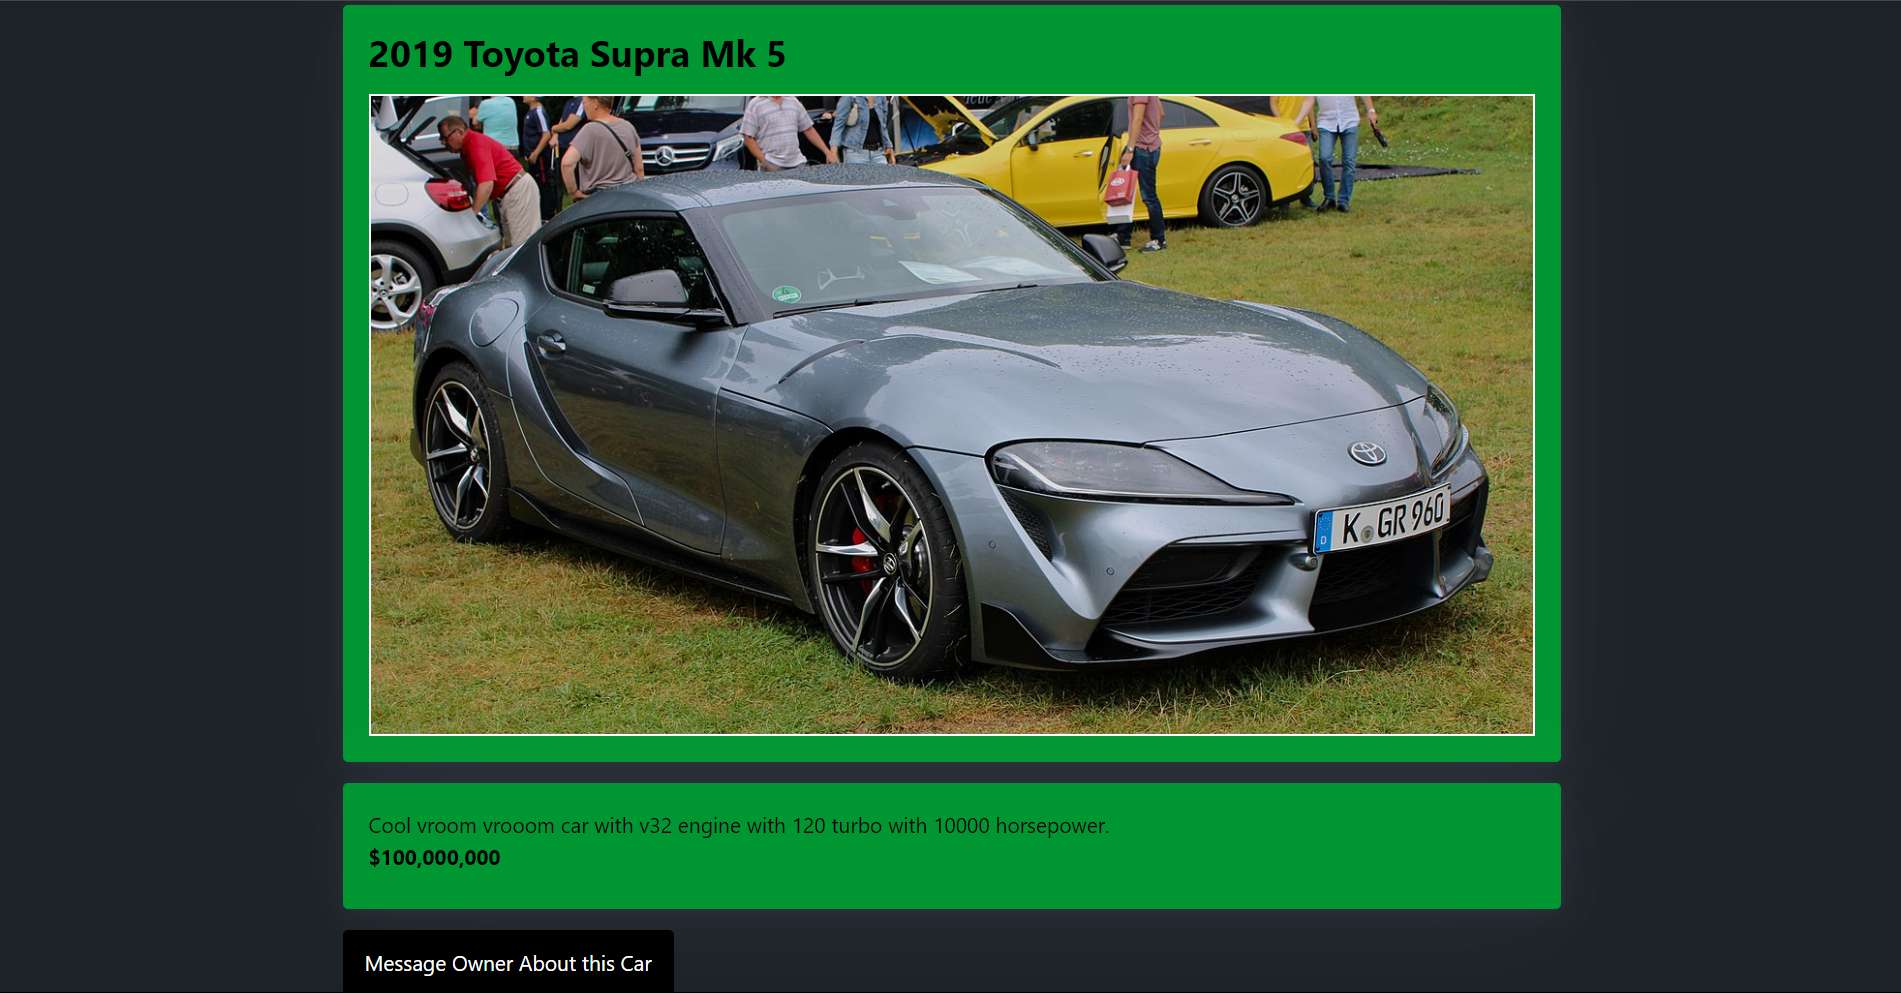 2019 Toyota Supra Mk 5
K GR 960
D
Cool vroom vrooom car with v32 engine with 120 turbo with 10000 horsepower.
$100,000,000
Message Owner About this Car